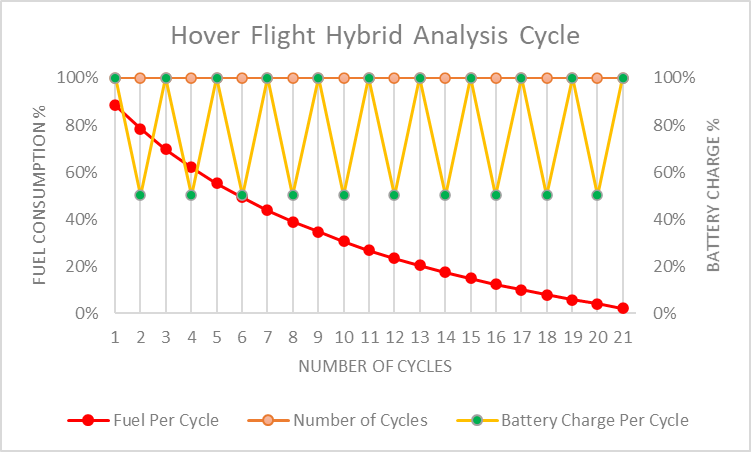 Hover Flight Hybrid Analysis Cycle
100% 100%
80% 80%
60% 60%
40% 40%
20% 20%
0% 0%
FUEL CONSUMPTION %
BATTERY CHARGE %
1 2 3 4 5 6 7 8 9 10 11 12 13 14 15 16 17 18 19 20 21
NUMBER OF CYCLES
Fuel Per Cycle Number of Cycles Battery Charge Per Cycle